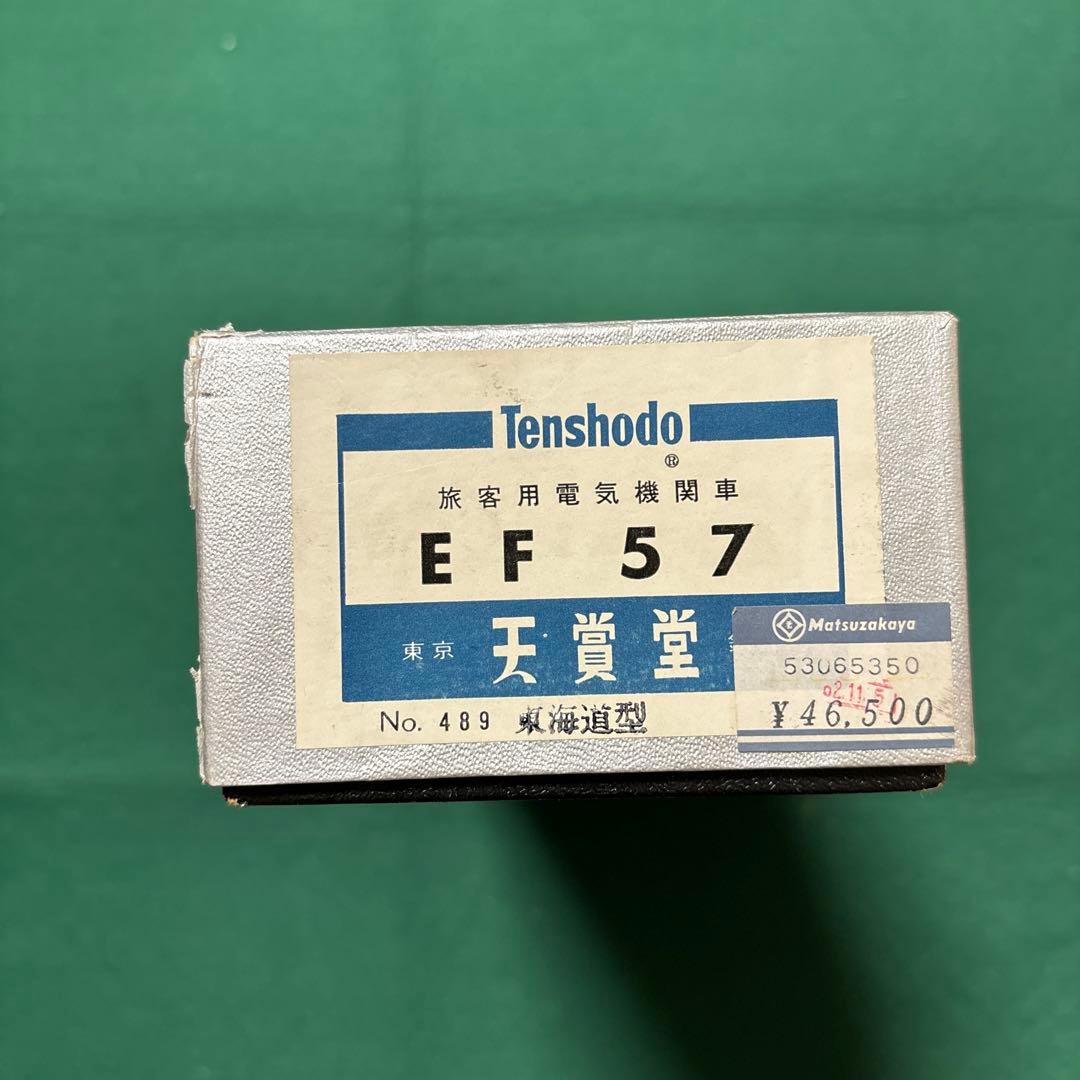 Tenshodo
®
旅客用電気機関車
EF 57
東京 天賞堂
No. 489 東海道型
Matsuzakaya
53065350
02.11.
¥46,500